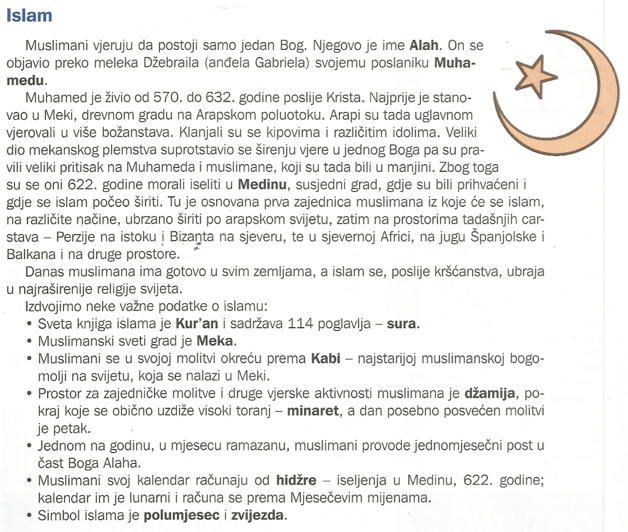 Islam
Muslimani vjeruju da postoji samo jedan Bog. Njegovo je ime Alah. On se
objavio preko meleka Džebraila (anđela Gabriela) svojemu poslaniku Muha-
medu.
Muhamed je živio od 570. do 632. godine poslije Krista. Najprije je stano-
vao u Meki, drevnom gradu na Arapskom poluotoku. Arapi su tada uglavnom
vjerovali u više božanstava. Klanjali su se kipovima i različitim idolima. Veliki
dio mekanskog plemstva suprotstavio se širenju vjere u jednog Boga pa su pra-
vili veliki pritisak na Muhameda i muslimane, koji su tada bili u manjini. Zbog toga
su se oni 622. godine morali iseliti u Medinu, susjedni grad, gdje su bili prihvaćeni i
gdje se islam počeo širiti. Tu je osnovana prva zajednica muslimana iz koje će se islam,
na različite načine, ubrzano širiti po arapskom svijetu, zatim na prostorima tadašnjih car-
stava – Perzije na istoku i Bizanta na sjeveru, te u sjevernoj Africi, na jugu Španjolske i
Balkana i na druge prostore.
Danas muslimana ima gotovo u svim zemljama, a islam se, poslije kršćanstva, ubraja
u najraširenije religije svijeta.
Izdvojimo neke važne podatke o islamu:
• Sveta knjiga islama je Kur'an i sadržava 114 poglavlja – sura.
• Muslimanski sveti grad je Meka.
• Muslimani se u svojoj molitvi okreću prema Kabi – najstarijoj muslimanskoj bogo-
molji na svijetu, koja se nalazi u Meki.
• Prostor za zajedničke molitve i druge vjerske aktivnosti muslimana je džamija, po-
kraj koje se obično uzdiže visoki toranj – minaret, a dan posebno posvećen molitvi
je petak.
• Jednom na godinu, u mjesecu ramazanu, muslimani provode jednomjesečni post u
čast Boga Alaha.
• Muslimani svoj kalendar računaju od hidžre – iseljenja u Medinu, 622. godine;
kalendar im je lunarni i računa se prema Mjesečevim mijenama.
• Simbol islama je polumjesec i zvijezda.